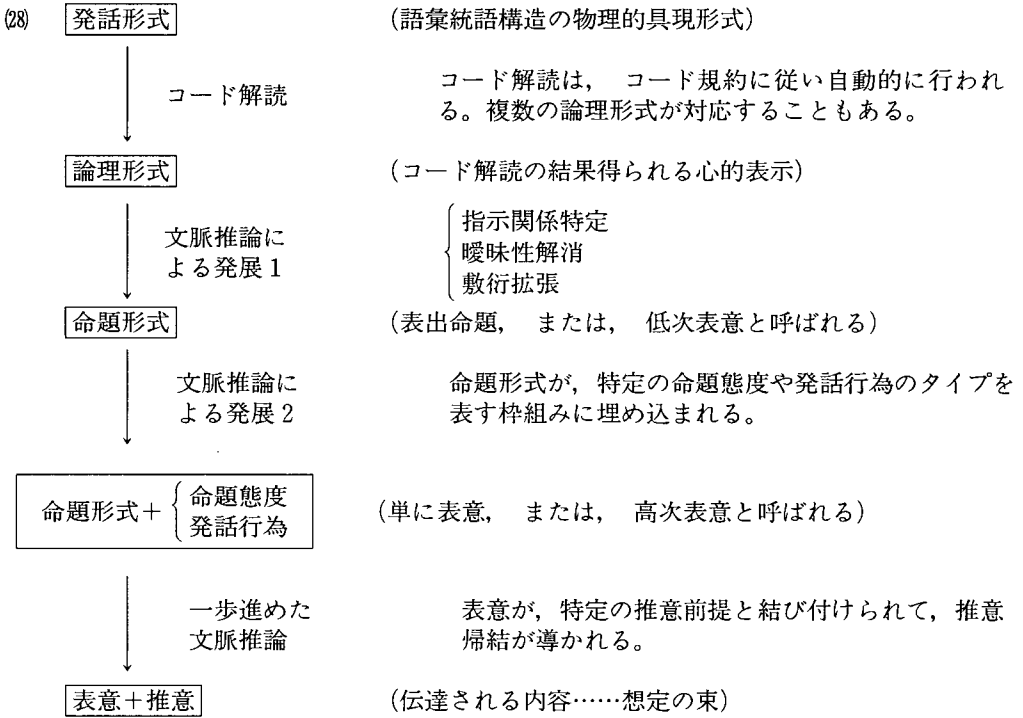 (28) 発話形式 (語彙統語構造の物理的具現形式)
コード解読
コード解読は, コード規約に従い自動的に行われ
る。複数の論理形式が対応することもある。
論理形式 (コード解読の結果得られる心的表示)
文脈推論に
よる発展1
指示関係特定
曖昧性解消
敷衍拡張
命題形式 (表出命題, または, 低次表意と呼ばれる)
文脈推論に
よる発展2
命題形式が, 特定の命題態度や発話行為のタイプを
表す枠組みに埋め込まれる。
命題形式+ { 命題態度
発話行為
(単に表意, または, 高次表意と呼ばれる)
一歩進めた
文脈推論
表意が, 特定の推意前提と結び付けられて, 推意
帰結が導かれる。
表意+推意 (伝達される内容……想定の束)